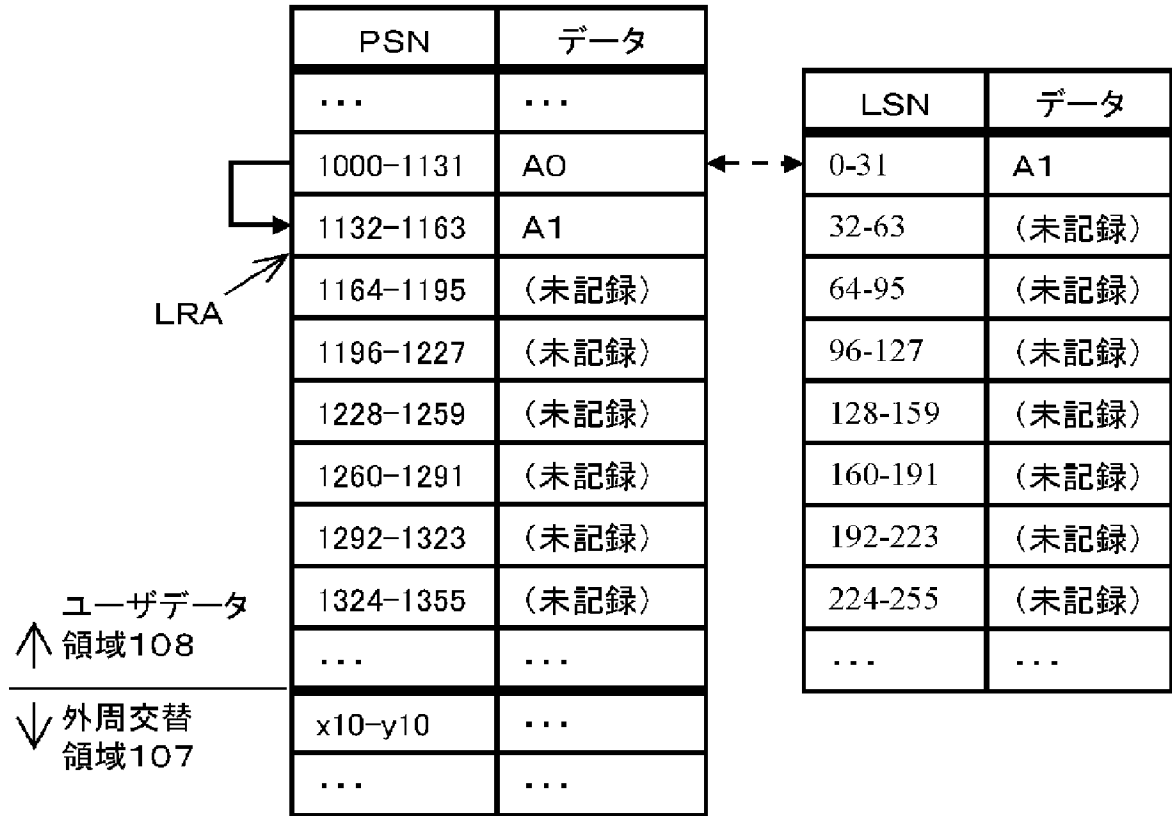 PSN データ
... ...
1000-1131 A0
1132-1163 A1
1164-1195 (未記録)
1196-1227 (未記録)
1228-1259 (未記録)
1260-1291 (未記録)
1292-1323 (未記録)
1324-1355 (未記録)
... ...
x10-y10 ...
... ...
LSN データ
0-31 A1
32-63 (未記録)
64-95 (未記録)
96-127 (未記録)
128-159 (未記録)
160-191 (未記録)
192-223 (未記録)
224-255 (未記録)
... ...
LRA
ユーザデータ
領域108
外周交替
領域107